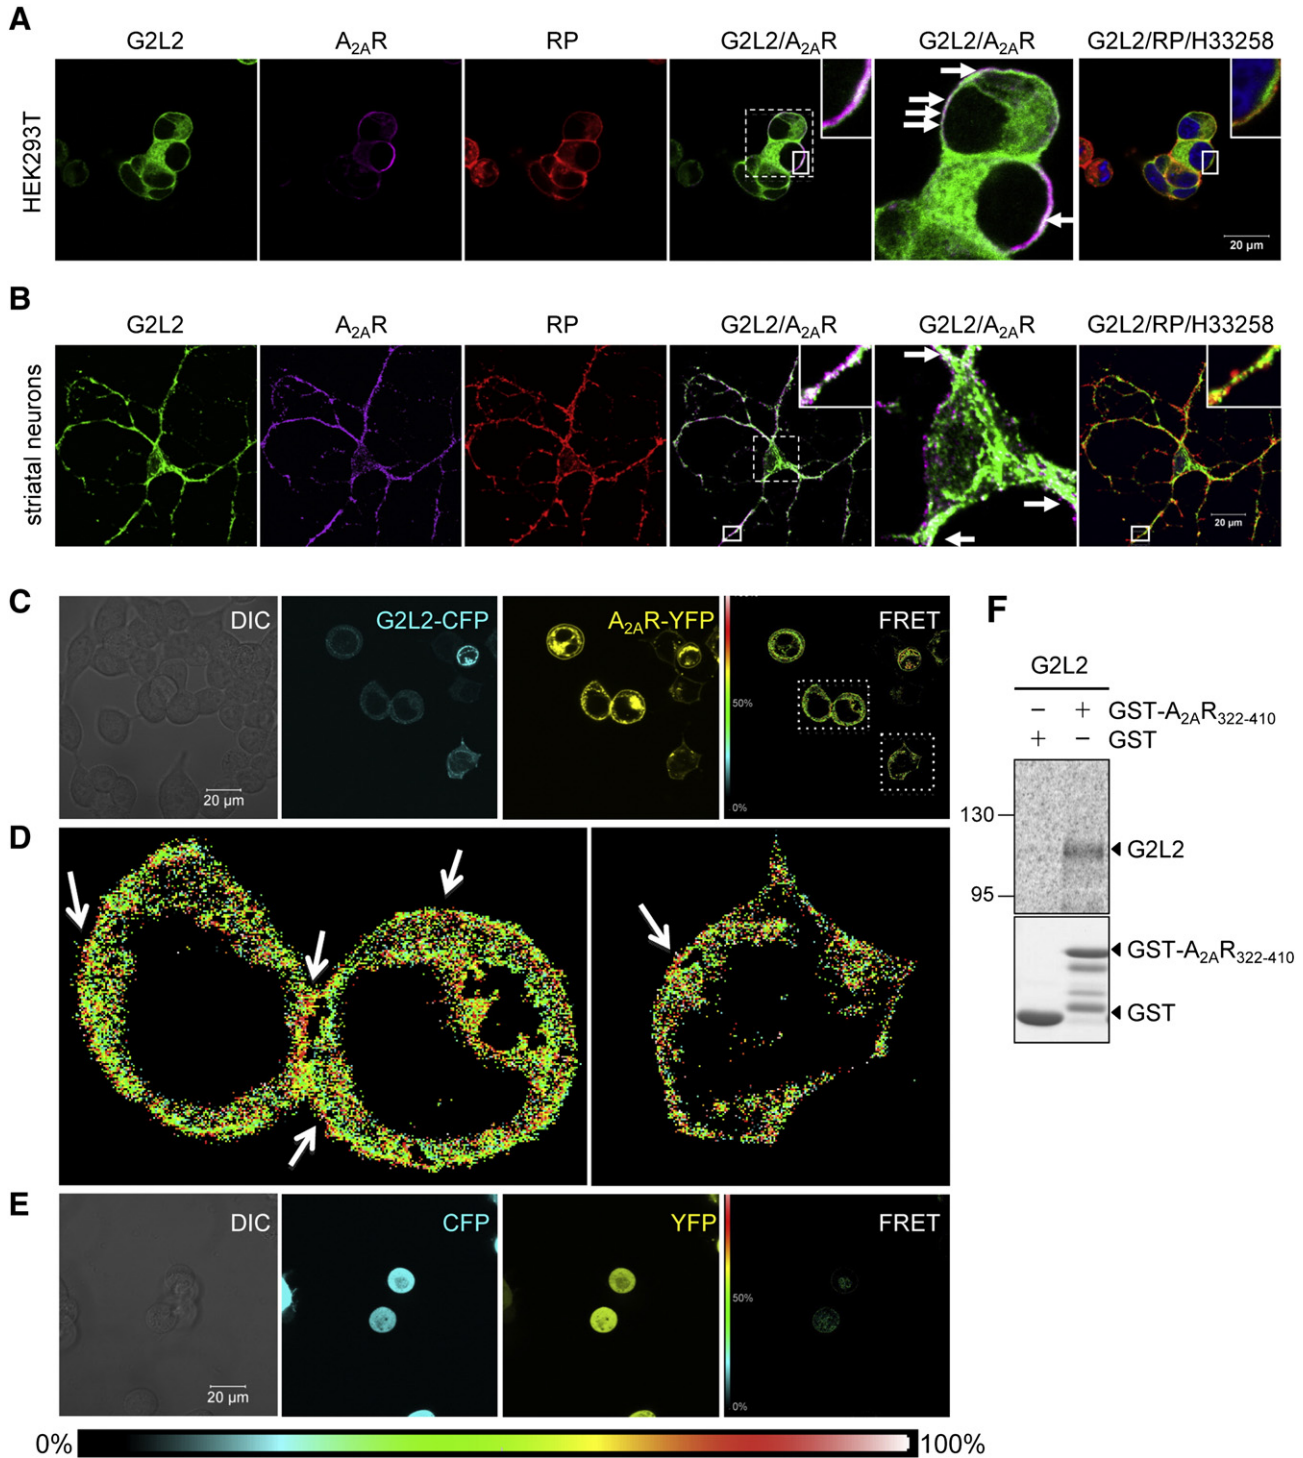 A
G2L2 A2AR RP G2L2/A2AR G2L2/A2AR G2L2/RP/H33258
HEK293T
20 µm
B
G2L2 A2AR RP G2L2/A2AR G2L2/A2AR G2L2/RP/H33258
striatal neurons
20 µm
C
DIC G2L2-CFP A2AR-YFP FRET
50%
0%
20 µm
D
E
DIC CFP YFP FRET
50%
0%
20 µm
0% 100%
F
G2L2
− + GST-A2AR322-410
+ − GST
130
G2L2
95
GST-A2AR322-410
GST